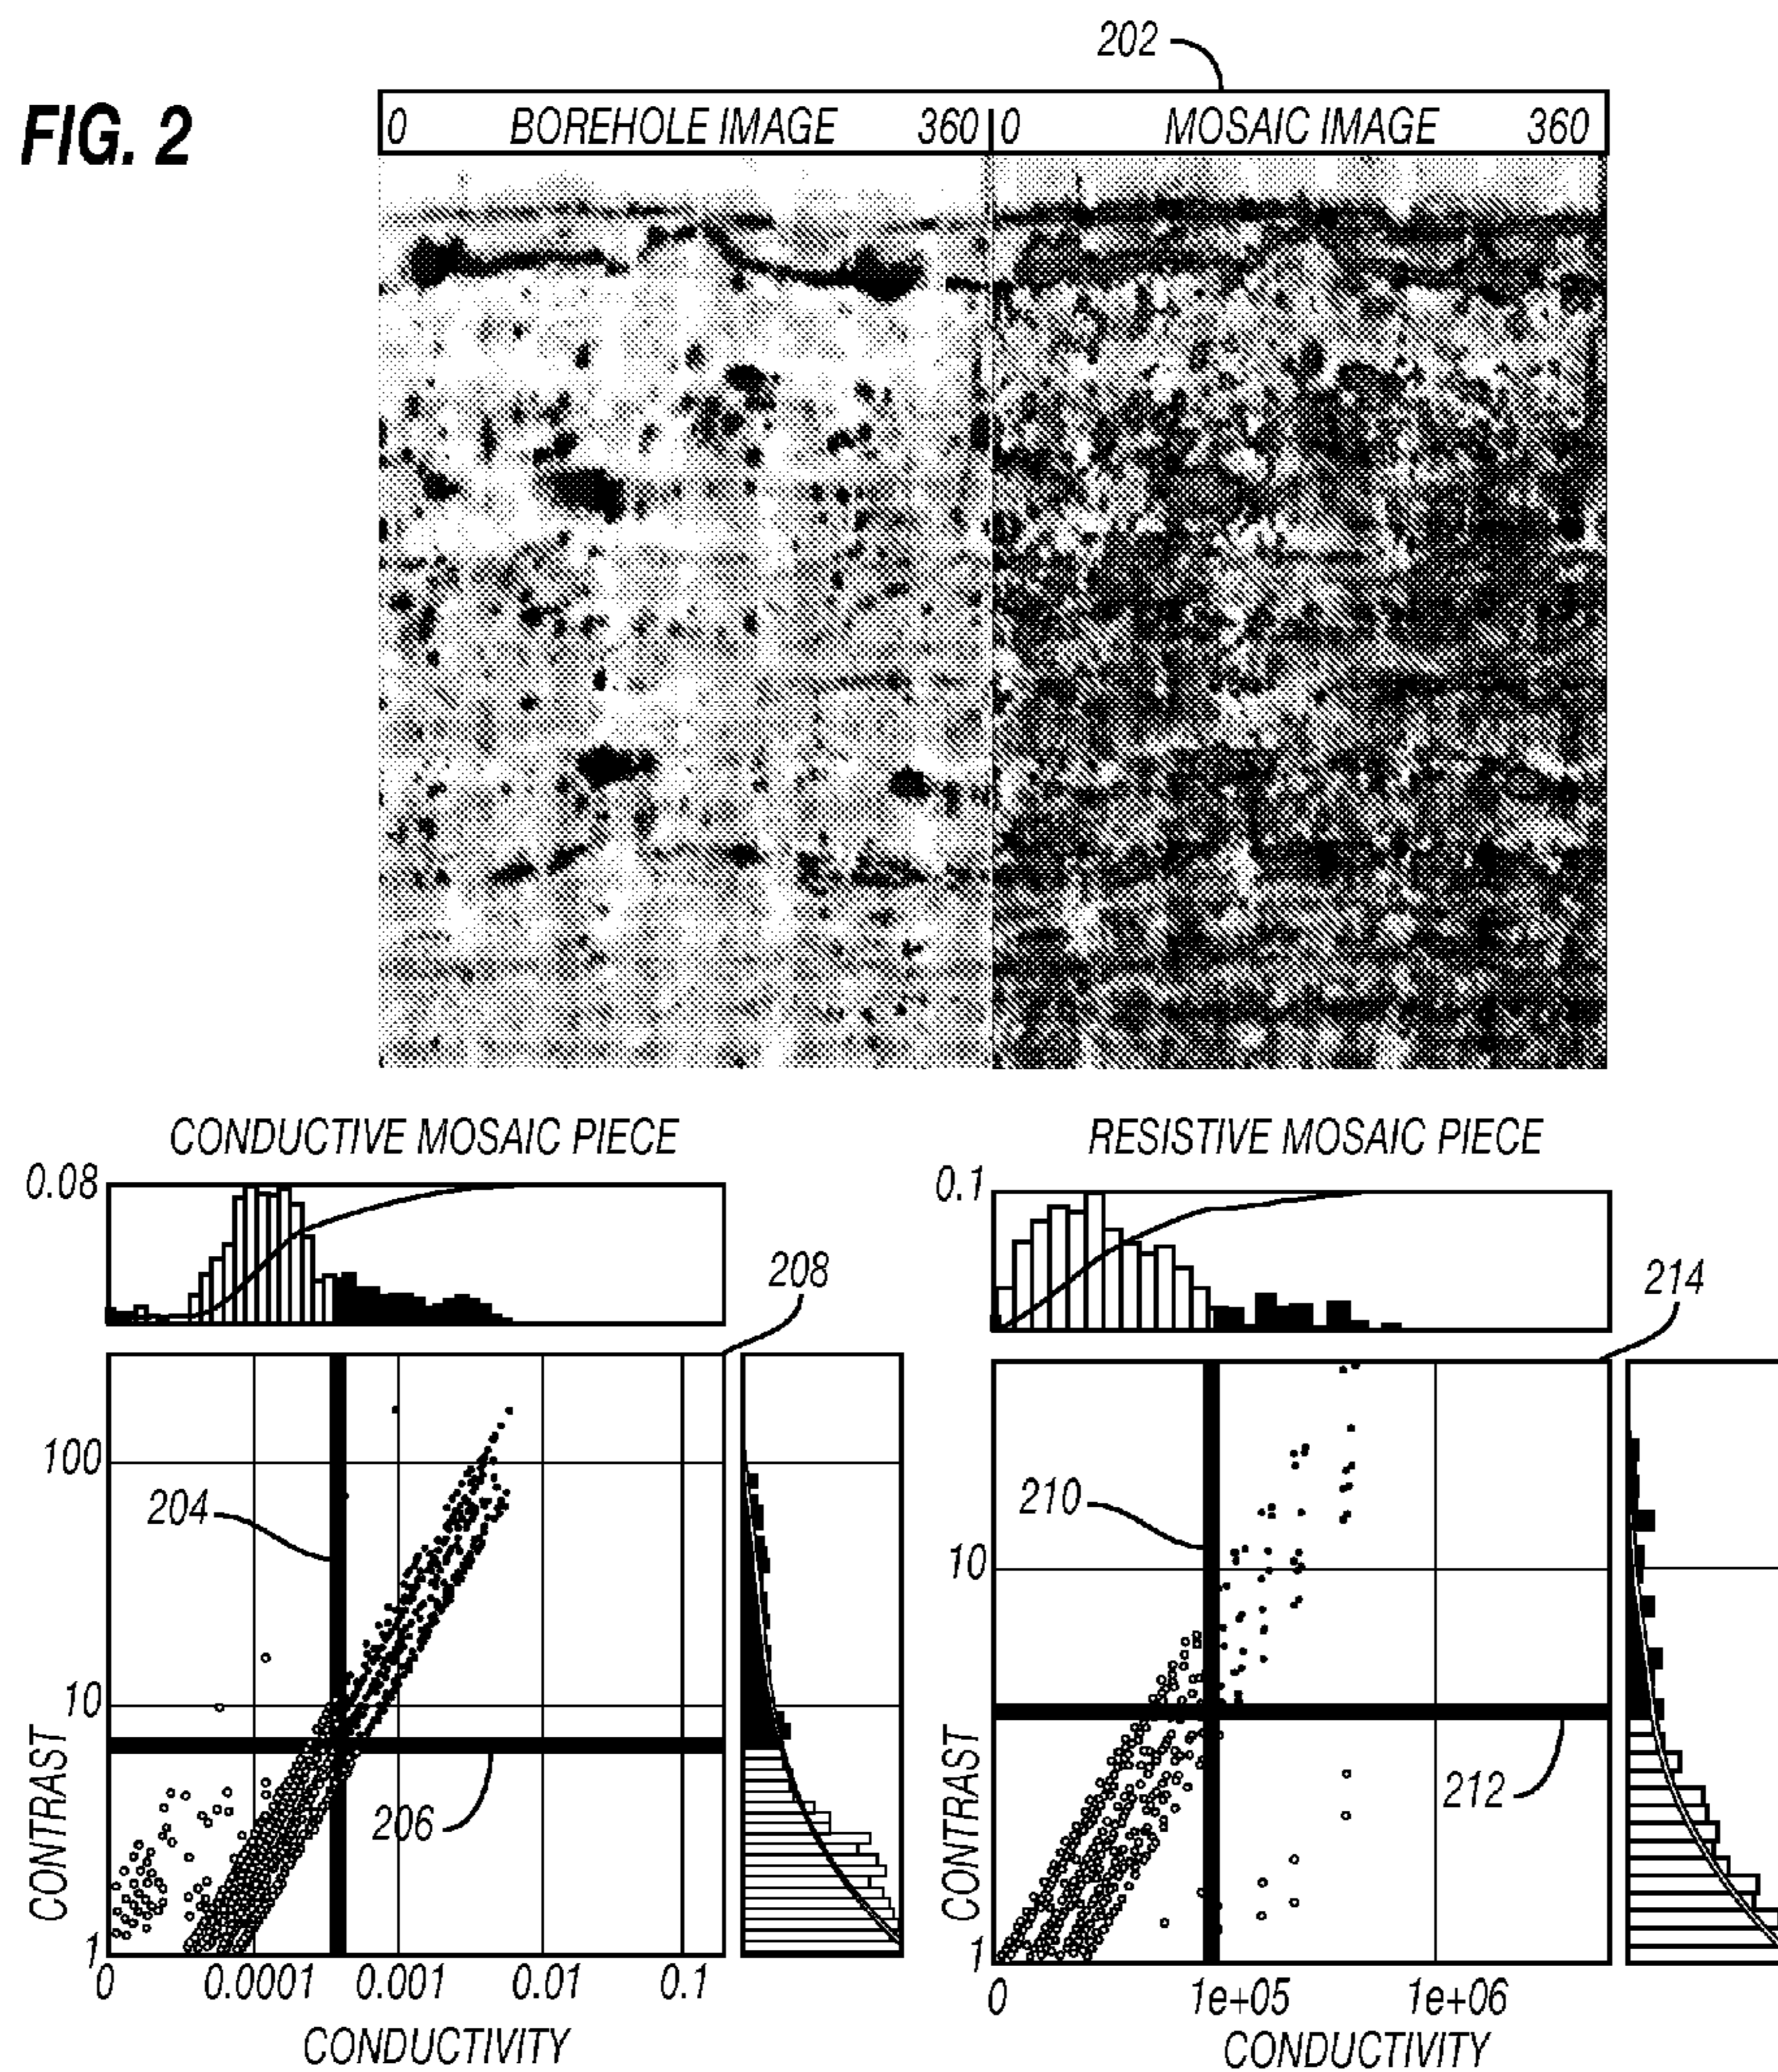 202
FIG. 2
0 BOREHOLE IMAGE 360 0 MOSAIC IMAGE 360
CONDUCTIVE MOSAIC PIECE
0.08
208
100
204
10
206
CONTRAST
1
0 0.0001 0.001 0.01 0.1
CONDUCTIVITY
RESISTIVE MOSAIC PIECE
0.1
214
210
10
212
CONTRAST
1
0 1e+05 1e+06
CONDUCTIVITY